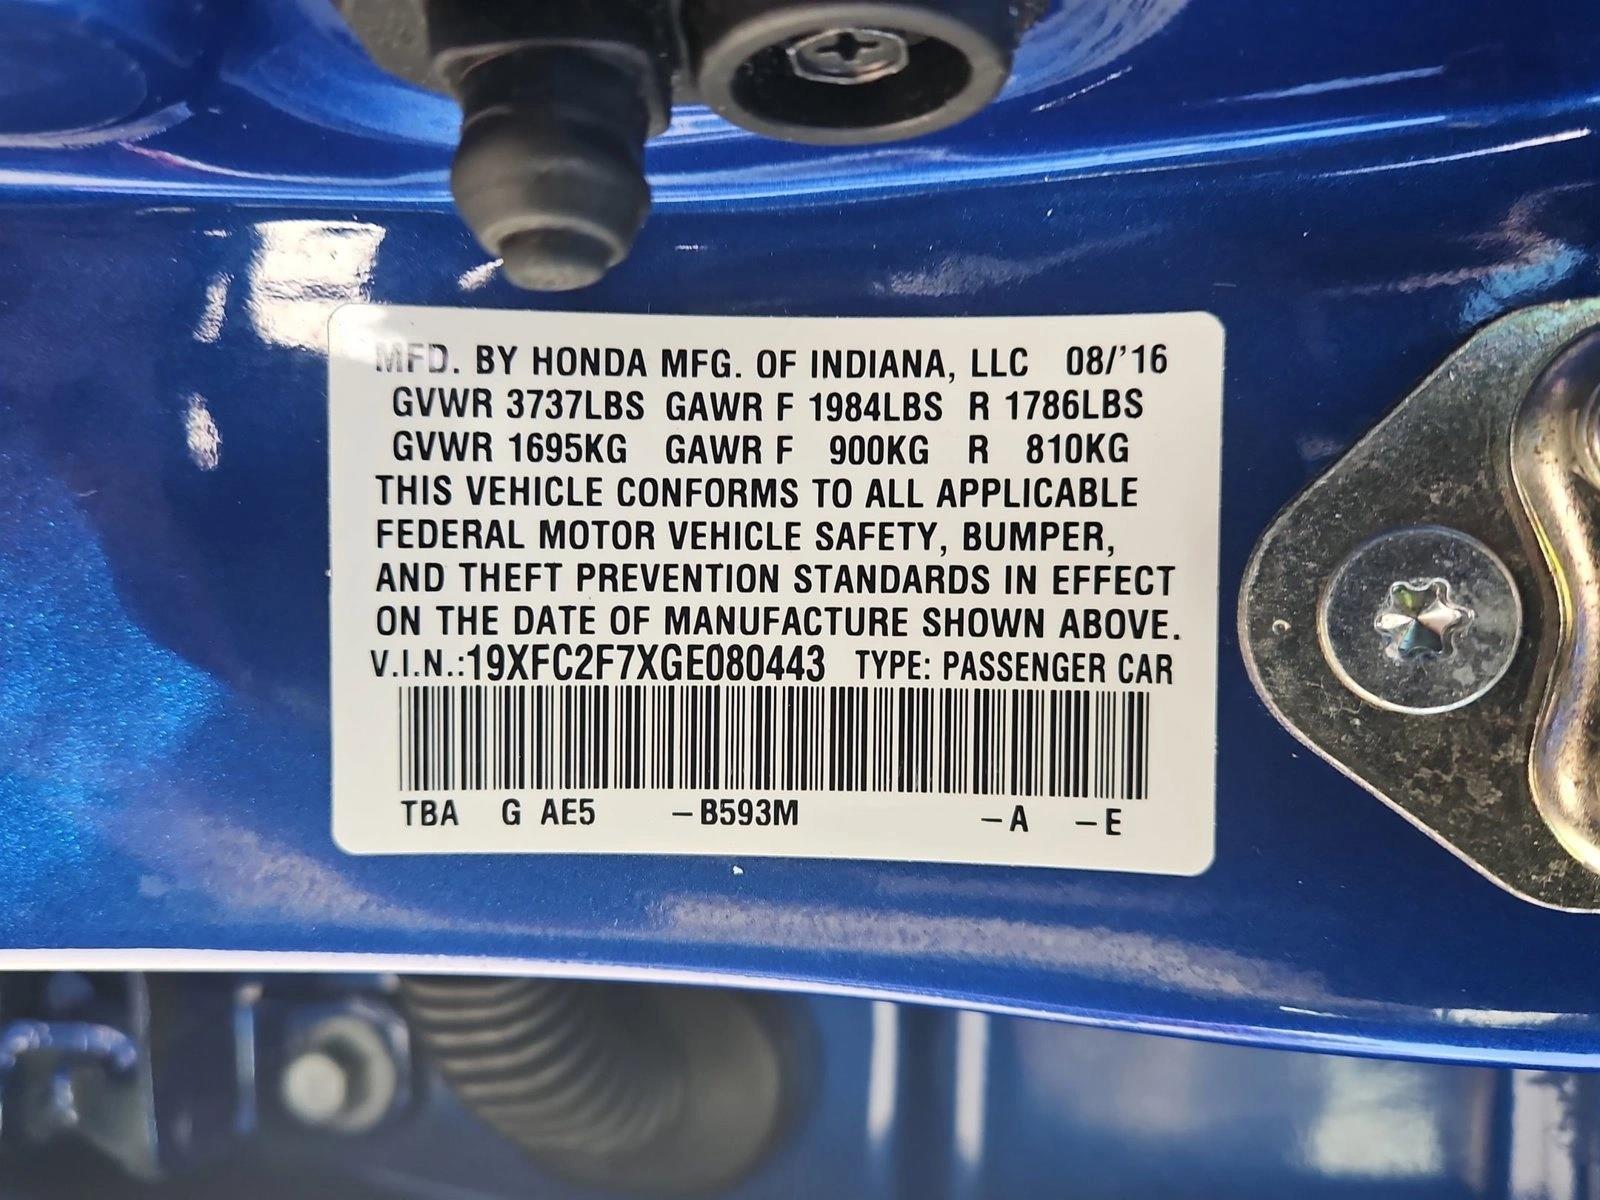 MFD. BY HONDA MFG. OF INDIANA, LLC 08/'16
GVWR 3737LBS GAWR F 1984LBS R 1786LBS
GVWR 1695KG GAWR F 900KG R 810KG
THIS VEHICLE CONFORMS TO ALL APPLICABLE
FEDERAL MOTOR VEHICLE SAFETY, BUMPER,
AND THEFT PREVENTION STANDARDS IN EFFECT
ON THE DATE OF MANUFACTURE SHOWN ABOVE.
V.I.N.:19XFC2F7XGE080443 TYPE: PASSENGER CAR
TBA G AE5 –B593M –A –E